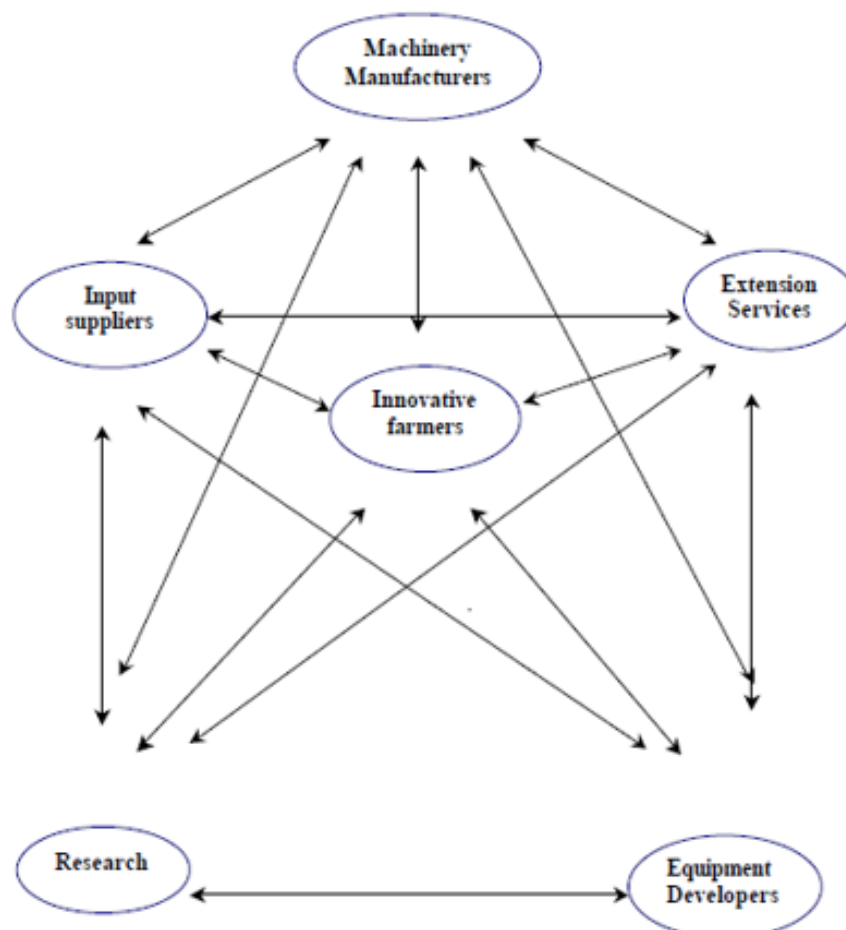 Machinery
Manufacturers
Input
suppliers
Extension
Services
Innovative
farmers
Research
Equipment
Developers